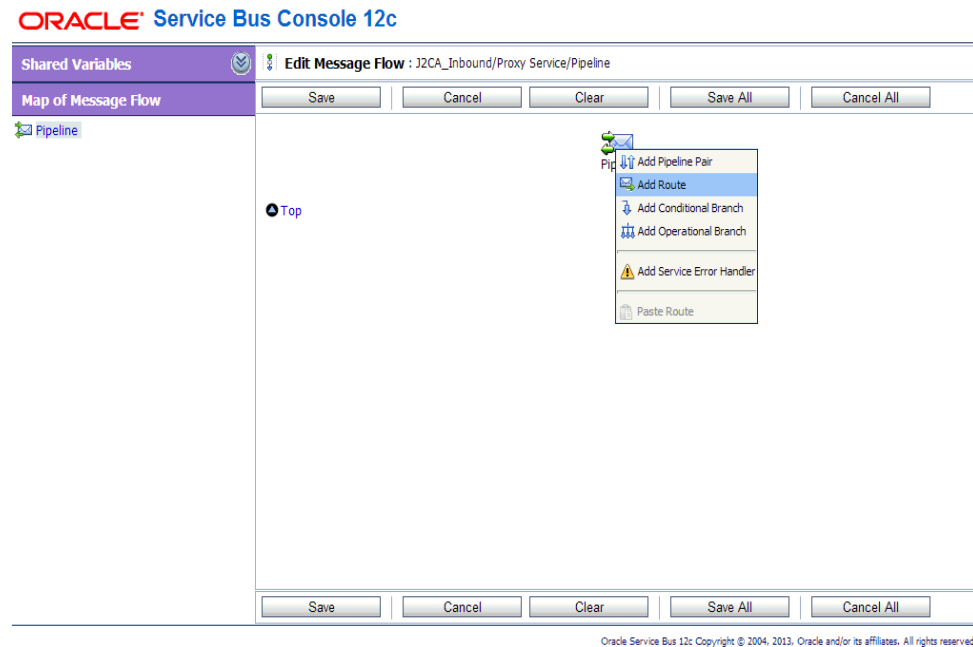 ORACLE Service Bus Console 12c
Shared Variables
Edit Message Flow : J2CA_Inbound/Proxy Service/Pipeline
Map of Message Flow
Save Cancel Clear Save All Cancel All
Pipeline
Pip
Add Pipeline Pair
Add Route
Add Conditional Branch
Add Operational Branch
Add Service Error Handler
Paste Route
Top
Save Cancel Clear Save All Cancel All
Oracle Service Bus 12c Copyright © 2004, 2013, Oracle and/or its affiliates. All rights reserved